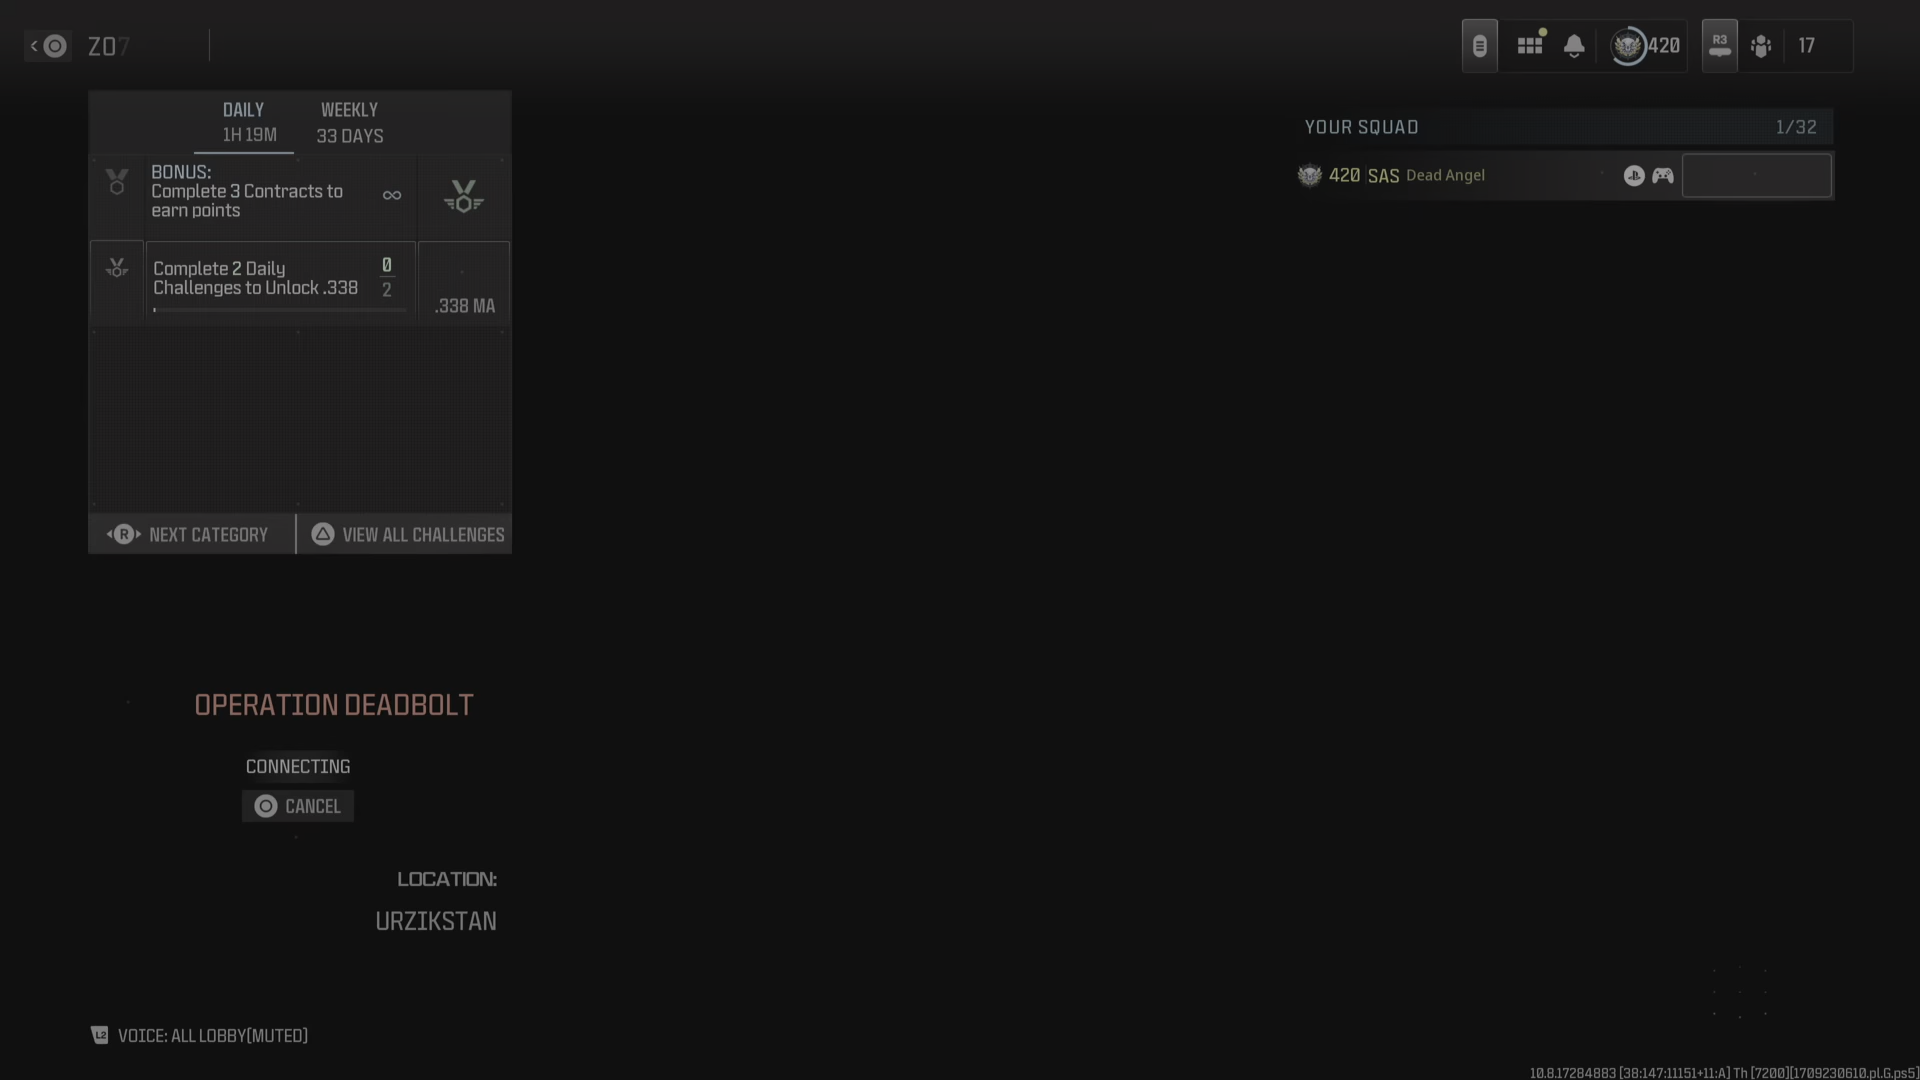 ZO7
420
R3
17
DAILY
1H 19M
WEEKLY
33 DAYS
BONUS:
Complete 3 Contracts to
earn points
Complete 2 Daily
Challenges to Unlock .338
0
2
.338 MA
R NEXT CATEGORY
VIEW ALL CHALLENGES
YOUR SQUAD
1/32
420 SAS Dead Angel
OPERATION DEADBOLT
CONNECTING
CANCEL
LOCATION:
URZIKSTAN
L2 VOICE: ALL LOBBY(MUTED)
10.8.17284883 [38:147:11151+11:A] Th [7200][1709230610.pl.G.ps5]